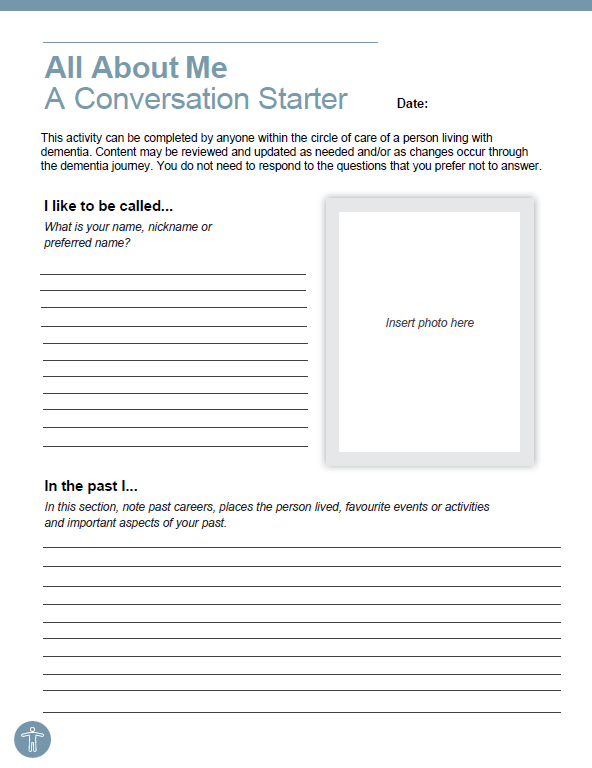 All About Me
A Conversation Starter
Date:
This activity can be completed by anyone within the circle of care of a person living with
dementia. Content may be reviewed and updated as needed and/or as changes occur through
the dementia journey. You do not need to respond to the questions that you prefer not to answer.
I like to be called...
What is your name, nickname or
preferred name?
Insert photo here
In the past I...
In this section, note past careers, places the person lived, favourite events or activities
and important aspects of your past.